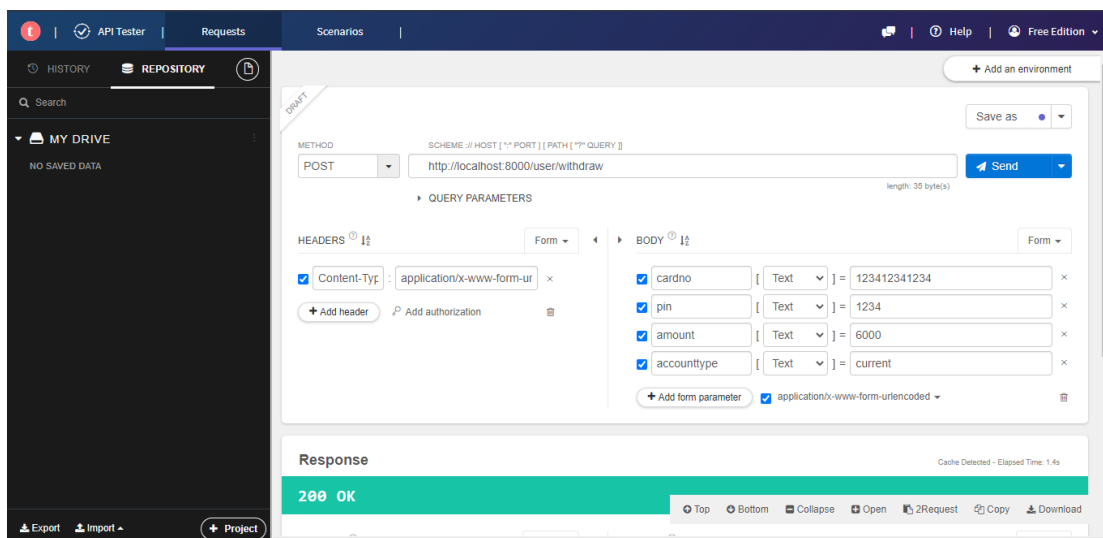 t | API Tester | Requests Scenarios | | Help | Free Edition
HISTORY REPOSITORY
+ Add an environment
Search
DRAFT
Save as
MY DRIVE
METHOD SCHEME :// HOST [ ":" PORT ] [ PATH [ "?" QUERY ]]
NO SAVED DATA
POST http://localhost:8000/user/withdraw Send
length: 35 byte(s)
QUERY PARAMETERS
HEADERS Form BODY Form
Content-Typ : application/x-www-form-ur × cardno [ Text ] = 123412341234 ×
+ Add header Add authorization pin [ Text ] = 1234 ×
amount [ Text ] = 6000 ×
accounttype [ Text ] = current ×
+ Add form parameter application/x-www-form-urlencoded
Response Cache Detected - Elapsed Time: 1.4s
200 OK
Top Bottom Collapse Open 2Request Copy Download
Export Import + Project